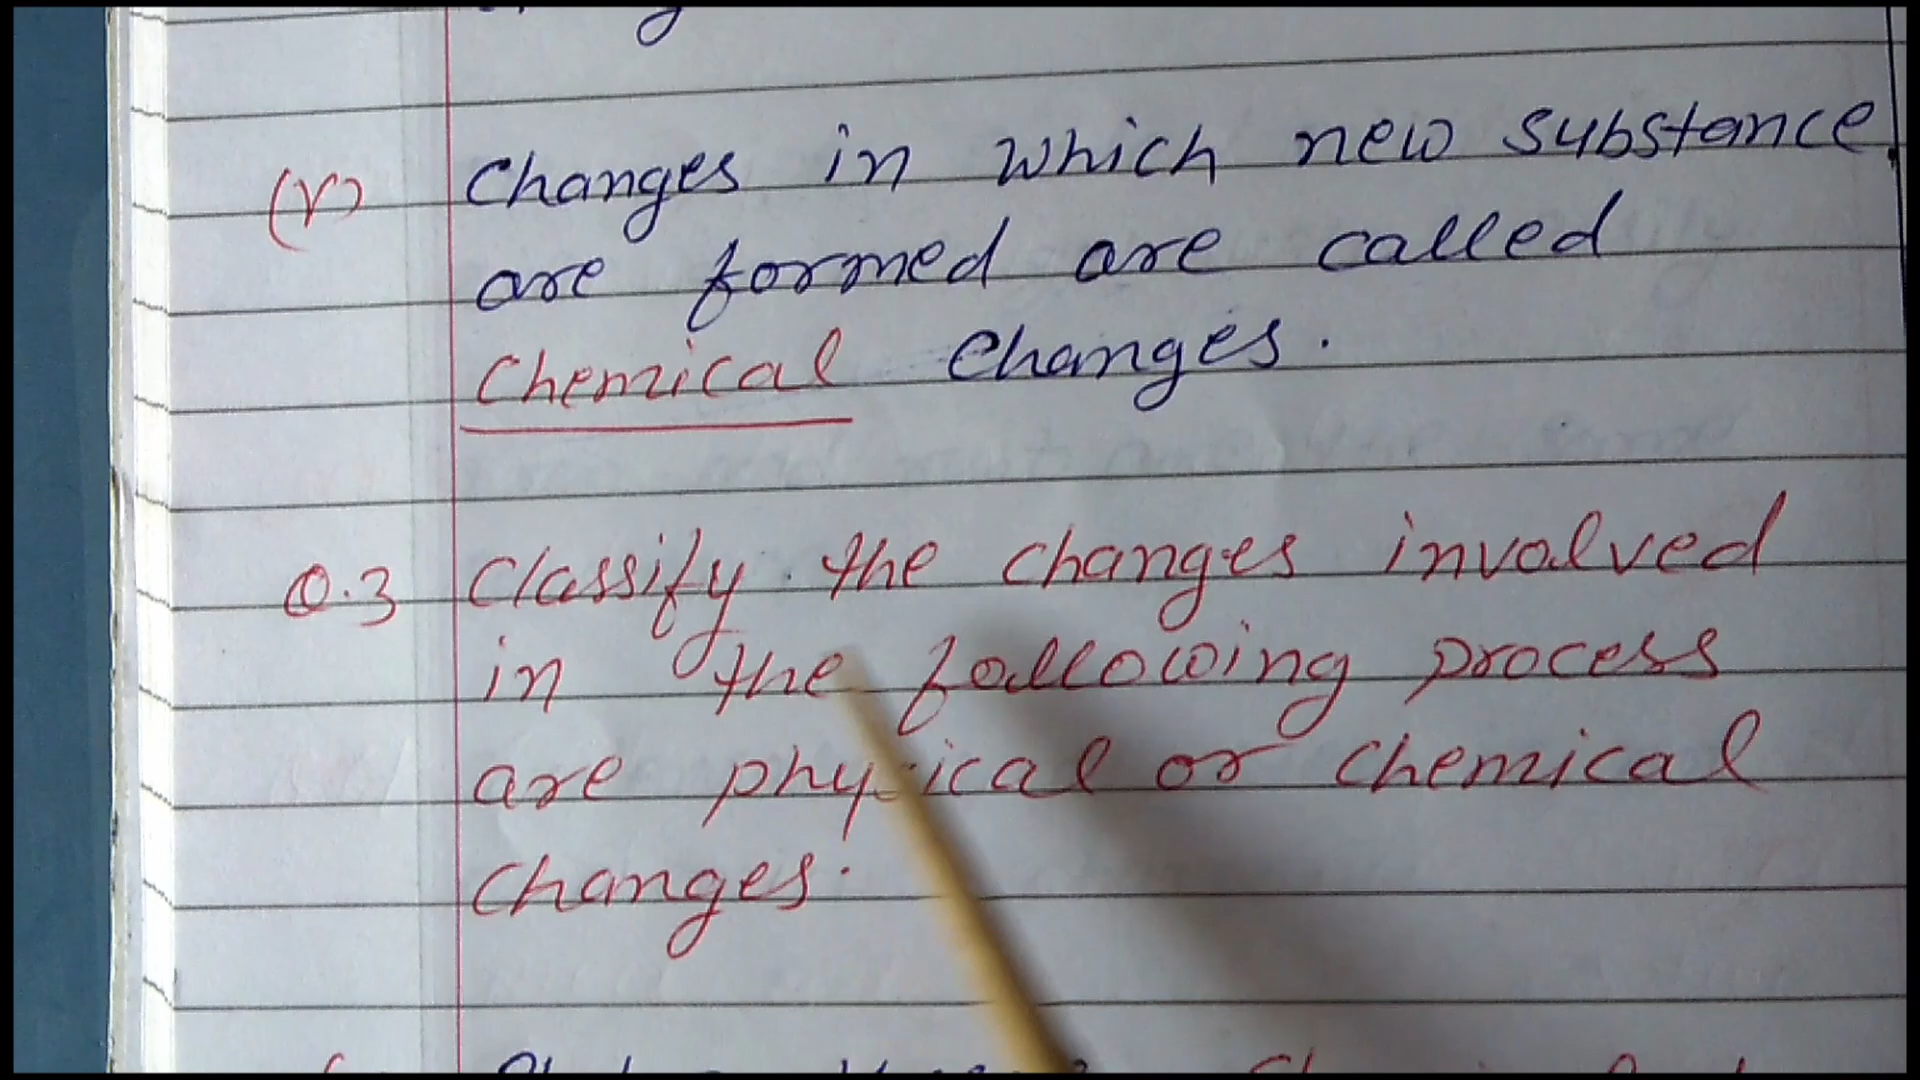 (v) Changes in which new substance
are formed are called
Chemical Changes.
Q.3 Classify the changes involved
in the following process
are physical or chemical
changes.